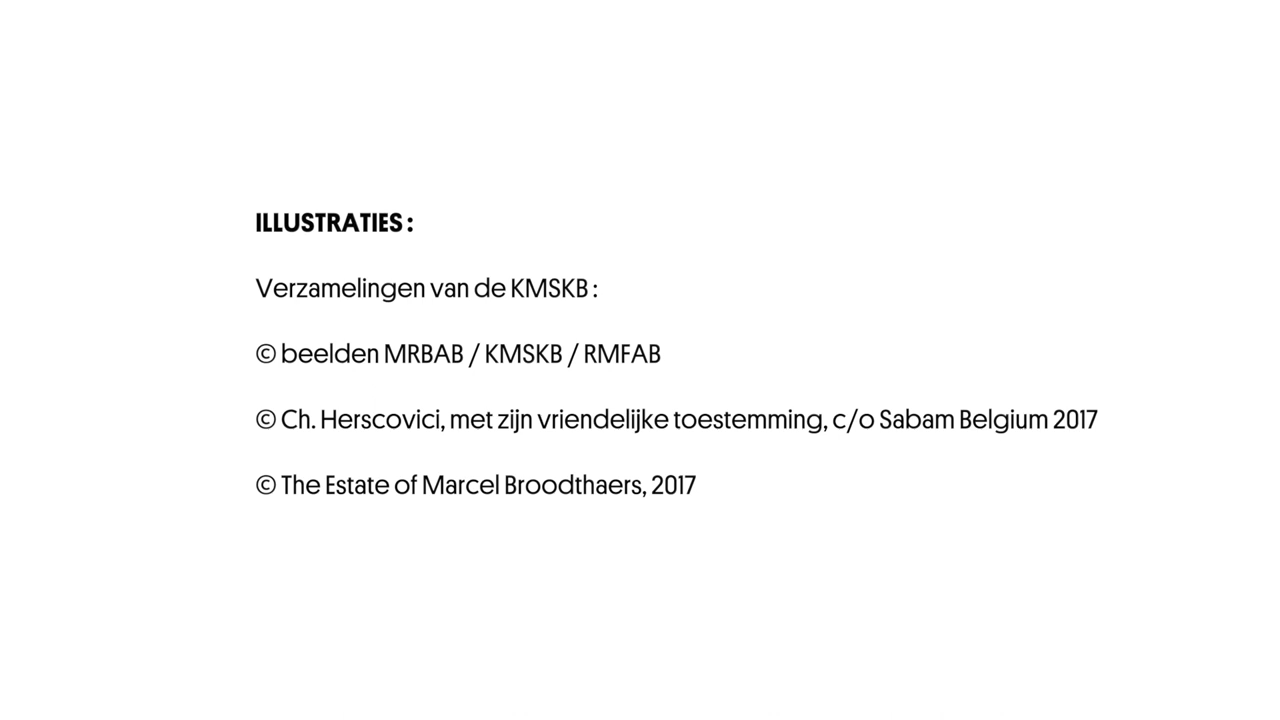 ILLUSTRATIES :
Verzamelingen van de KMSKB :
© beelden MRBAB / KMSKB / RMFAB
© Ch. Herscovici, met zijn vriendelijke toestemming, c/o Sabam Belgium 2017
© The Estate of Marcel Broodthaers, 2017